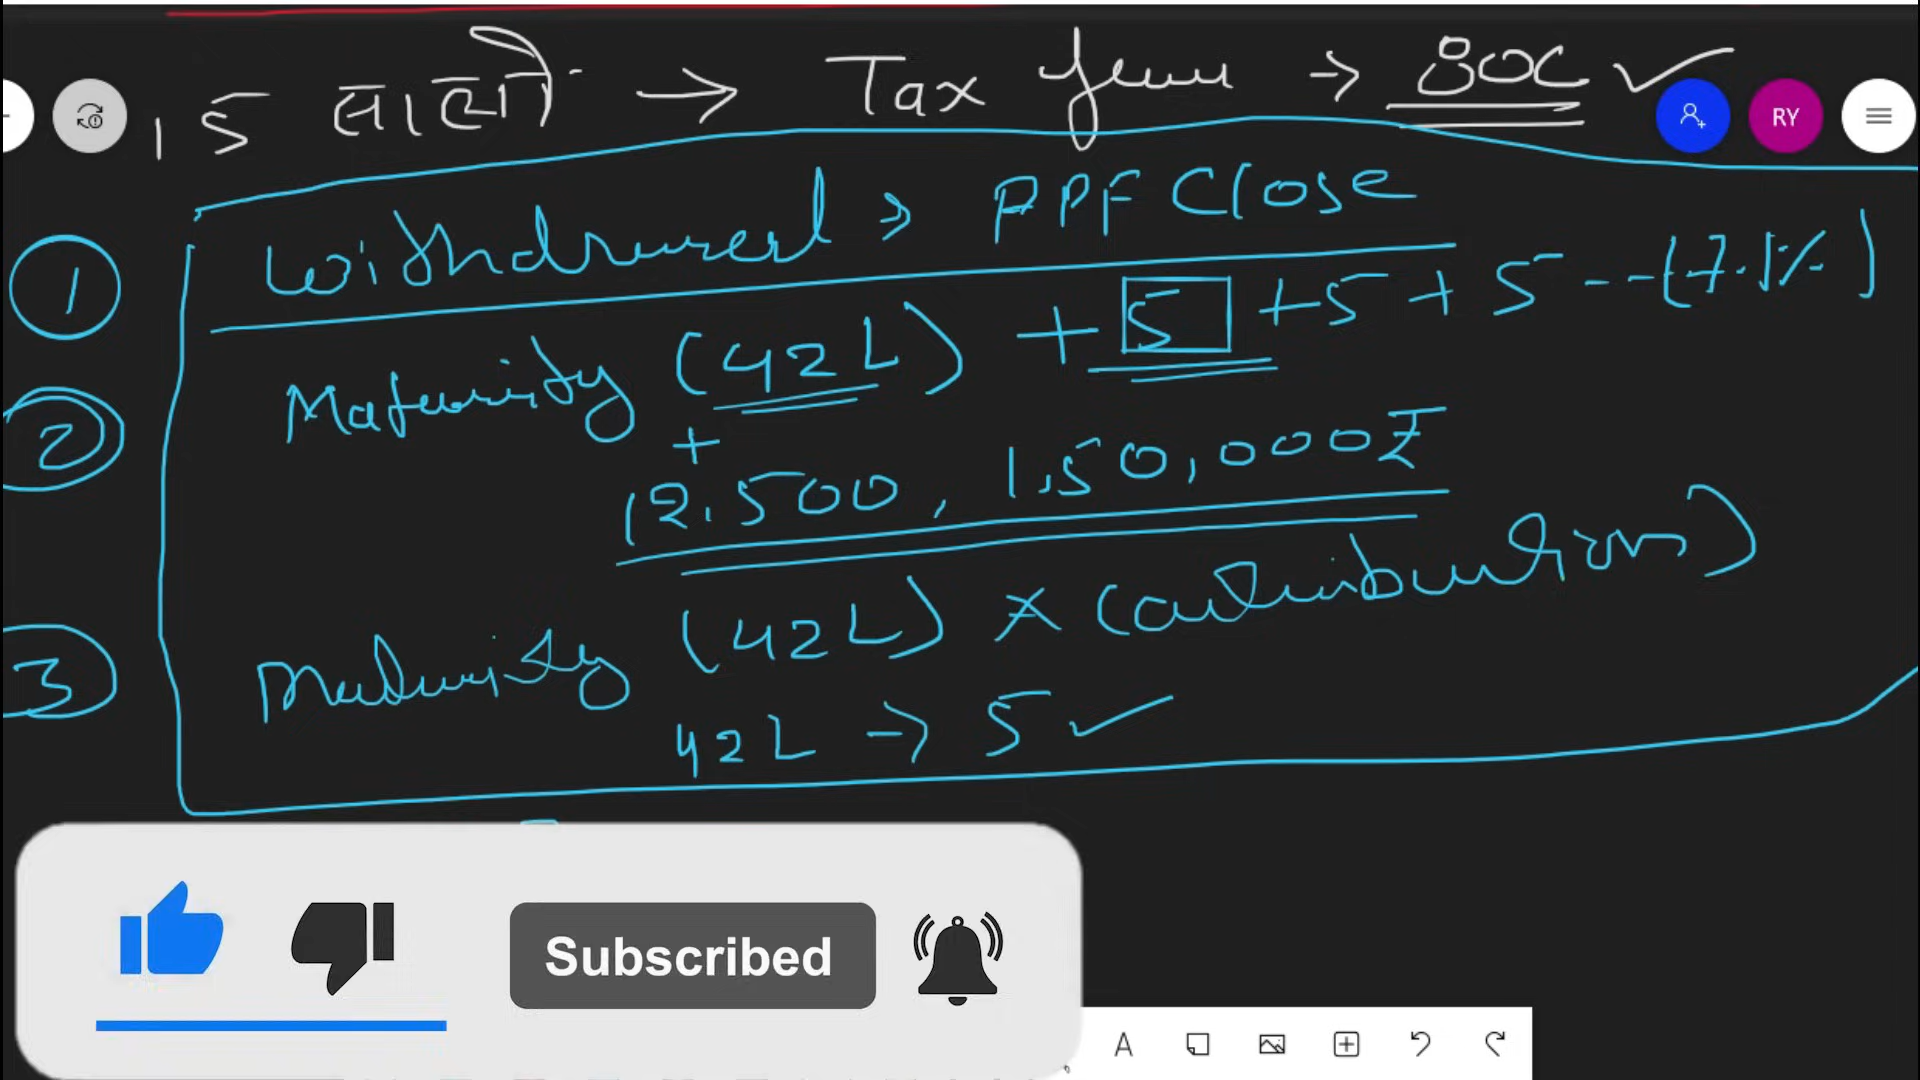 15 सालो → Tax free → 80C ✓
RY
① Withdrawal → PPF Close
② Maturity (42L) + 5 + 5 + 5 -- (7.1%)
+
12,500, 1,50,000₹
③ Maturity (42L) × (contributions)
42L → 5 ✓
Subscribed
A